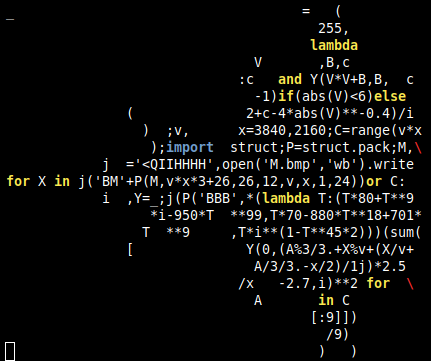 _                                      =   (
                                         255,
                                        lambda
                                 V       ,B,c
                               :c   and Y(V*V+B,B,  c
                                 -1)if(abs(V)<6)else
                 (              2+c-4*abs(V)**-0.4)/i
                   )  ;v,      x=3840,2160;C=range(v*x
                    );import  struct;P=struct.pack;M,\
              j  ='<QIIHHHH',open('M.bmp','wb').write
for X in j('BM'+P(M,v*x*3+26,26,12,v,x,1,24))or C:
              i  ,Y=_;j(P('BBB',*(lambda T:(T*80+T**9
                    *i-950*T  **99,T*70-880*T**18+701*
                   T  **9     ,T*i**(1-T**45*2)))(sum(
                 [              Y(0,(A%3/3.+X%v+(X/v+
                                 A/3/3.-x/2)/1j)*2.5
                               /x   -2.7,i)**2 for  \
                                 A       in C
                                        [:9]])
                                          /9)
                                         )   )